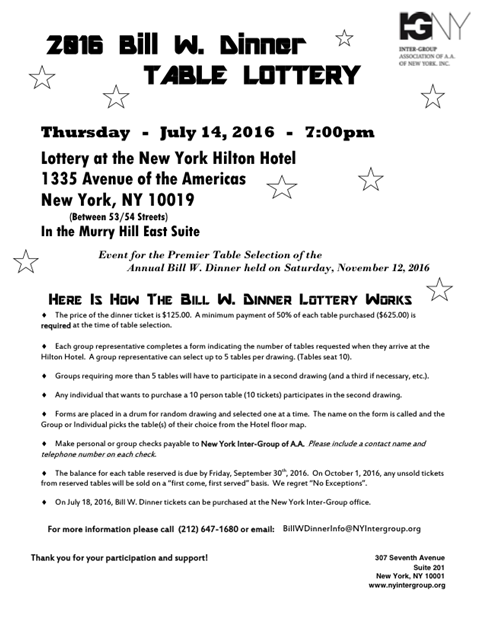 2016 Bill W. Dinner
TABLE LOTTERY
IGNY
INTER-GROUP
ASSOCIATION OF A.A.
OF NEW YORK, INC.
Thursday - July 14, 2016 - 7:00pm
Lottery at the New York Hilton Hotel
1335 Avenue of the Americas
New York, NY 10019
(Between 53/54 Streets)
In the Murry Hill East Suite
Event for the Premier Table Selection of the
Annual Bill W. Dinner held on Saturday, November 12, 2016
Here Is How The Bill W. Dinner Lottery Works
♦ The price of the dinner ticket is $125.00. A minimum payment of 50% of each table purchased ($625.00) is
required at the time of table selection.
♦ Each group representative completes a form indicating the number of tables requested when they arrive at the
Hilton Hotel. A group representative can select up to 5 tables per drawing. (Tables seat 10).
♦ Groups requiring more than 5 tables will have to participate in a second drawing (and a third if necessary, etc.).
♦ Any individual that wants to purchase a 10 person table (10 tickets) participates in the second drawing.
♦ Forms are placed in a drum for random drawing and selected one at a time. The name on the form is called and the
Group or Individual picks the table(s) of their choice from the Hotel floor map.
♦ Make personal or group checks payable to New York Inter-Group of A.A. Please include a contact name and
telephone number on each check.
♦ The balance for each table reserved is due by Friday, September 30th, 2016. On October 1, 2016, any unsold tickets
from reserved tables will be sold on a "first come, first served" basis. We regret "No Exceptions".
♦ On July 18, 2016, Bill W. Dinner tickets can be purchased at the New York Inter-Group office.
For more information please call (212) 647-1680 or email: BillWDinnerInfo@NYIntergroup.org
Thank you for your participation and support!
307 Seventh Avenue
Suite 201
New York, NY 10001
www.nyintergroup.org